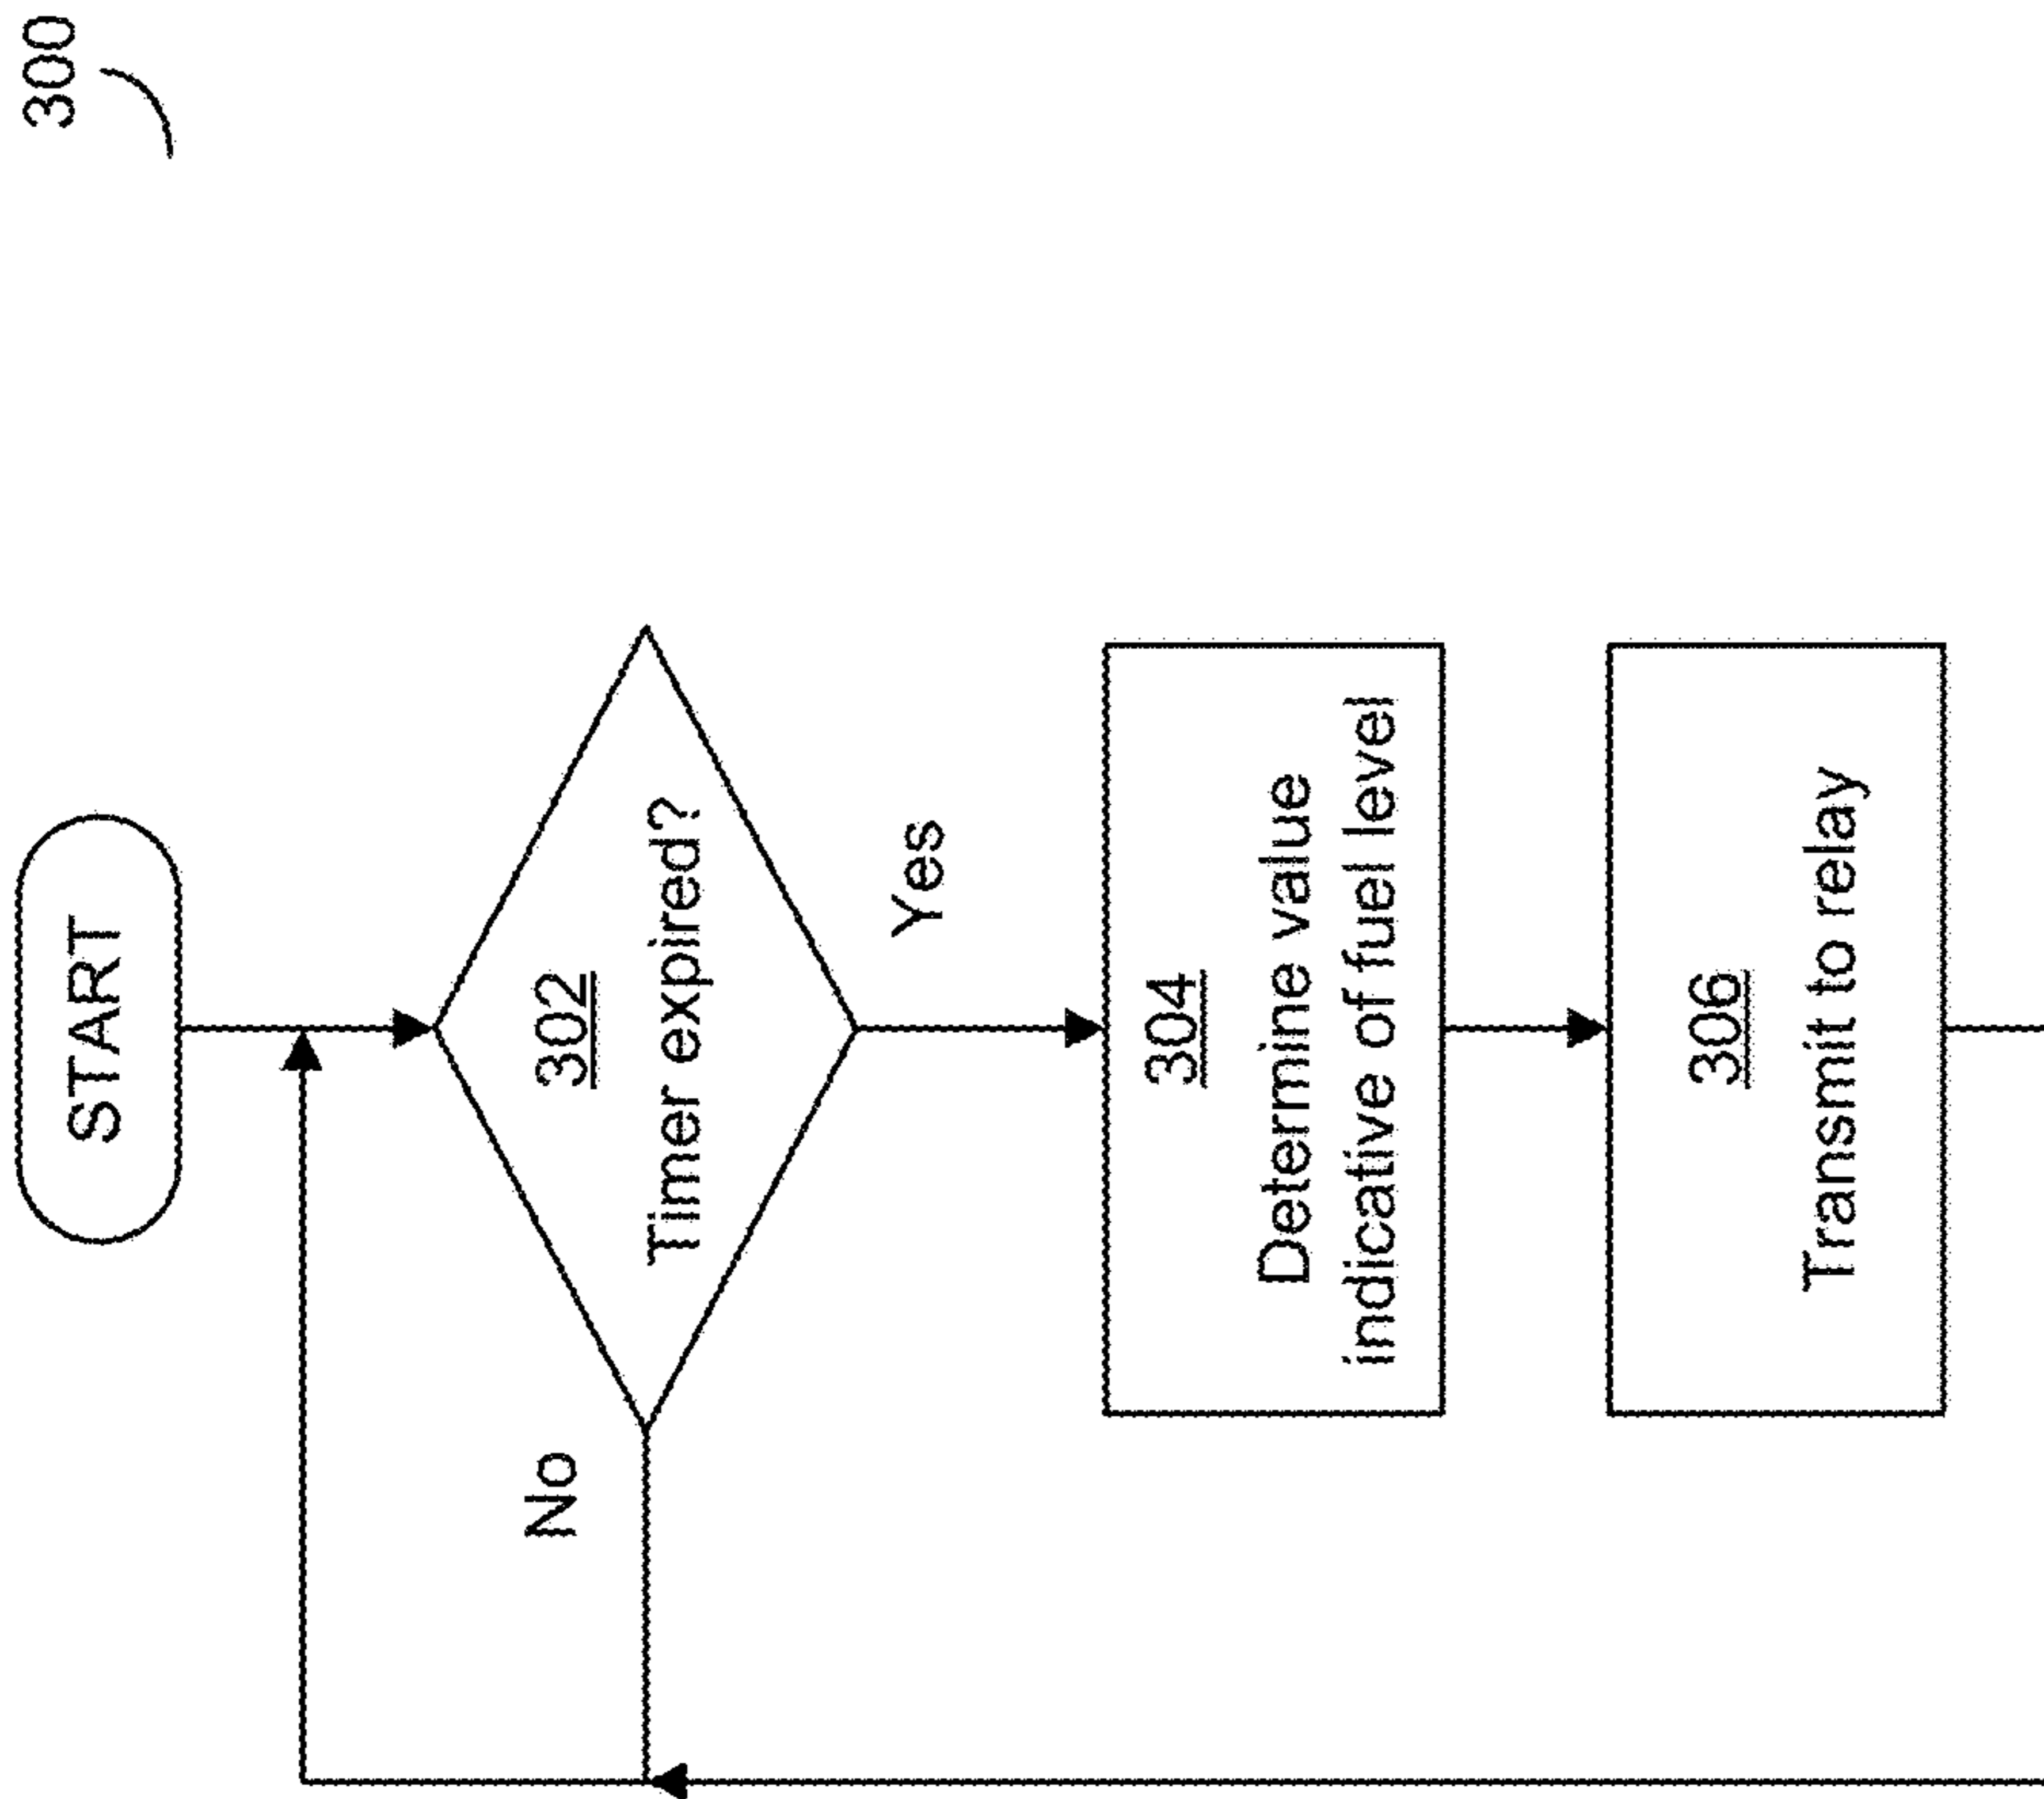 300
START
302
Timer expired?
No
Yes
304
Determine value
indicative of fuel level
306
Transmit to relay